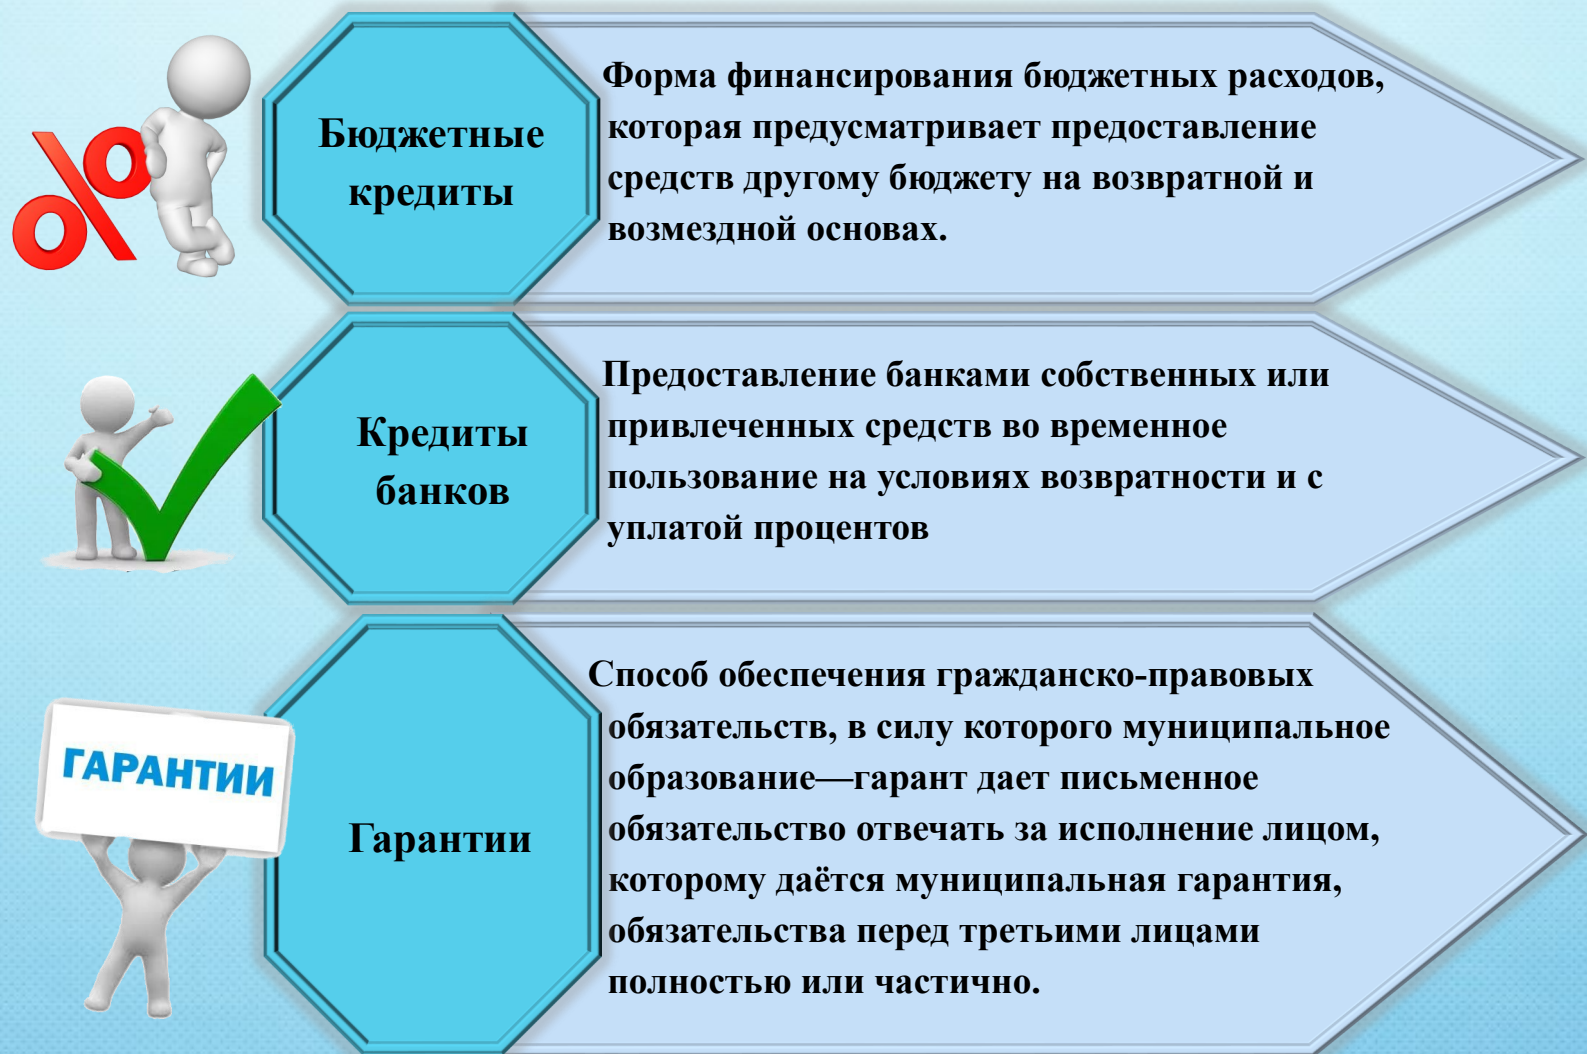 Бюджетные
кредиты
Форма финансирования бюджетных расходов,
которая предусматривает предоставление
средств другому бюджету на возвратной и
возмездной основах.
Кредиты
банков
Предоставление банками собственных или
привлеченных средств во временное
пользование на условиях возвратности и с
уплатой процентов
ГАРАНТИИ
Гарантии
Способ обеспечения гражданско-правовых
обязательств, в силу которого муниципальное
образование—гарант дает письменное
обязательство отвечать за исполнение лицом,
которому даётся муниципальная гарантия,
обязательства перед третьими лицами
полностью или частично.